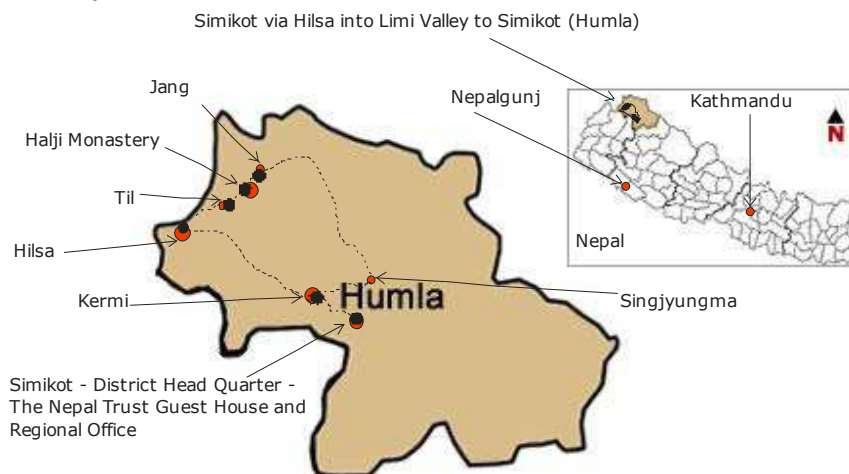 Simikot via Hilsa into Limi Valley to Simikot (Humla)
Jang
Nepalgunj
Kathmandu
Halji Monastery
N
Til
Hilsa
Nepal
Kermi
Humla
Singjyungma
Simikot - District Head Quarter -
The Nepal Trust Guest House and
Regional Office